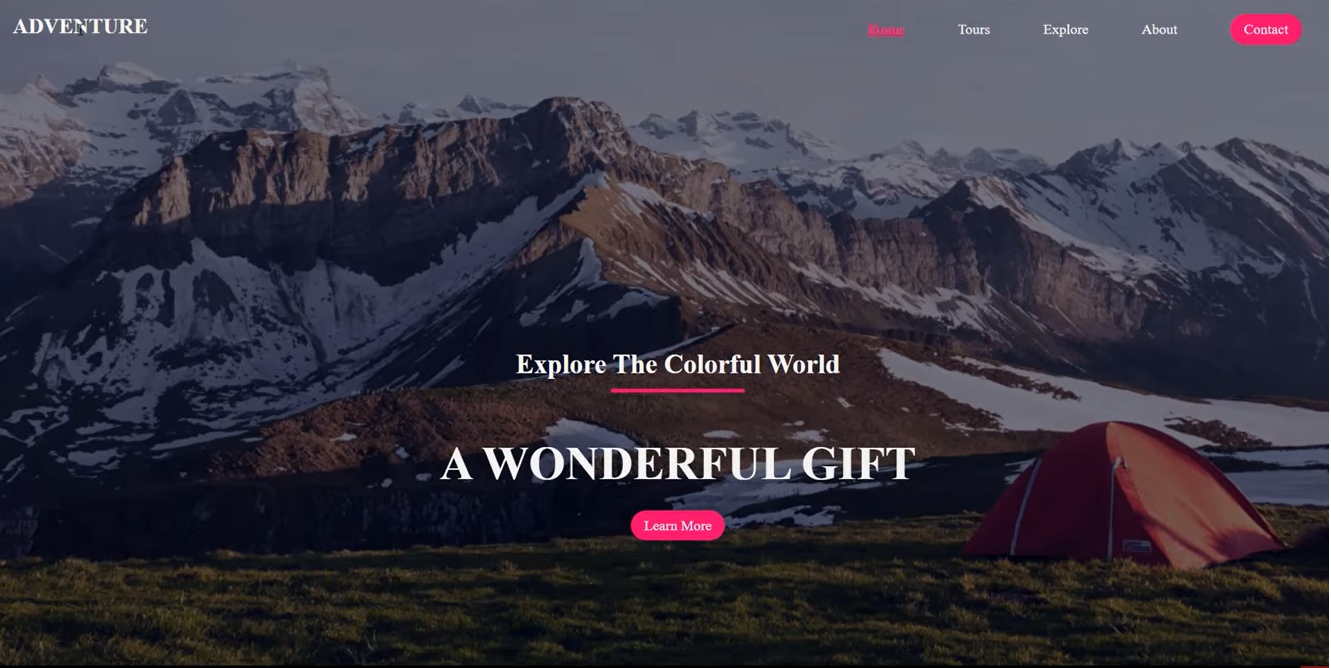 ADVENTURE
Home Tours Explore About Contact
Explore The Colorful World
A WONDERFUL GIFT
Learn More